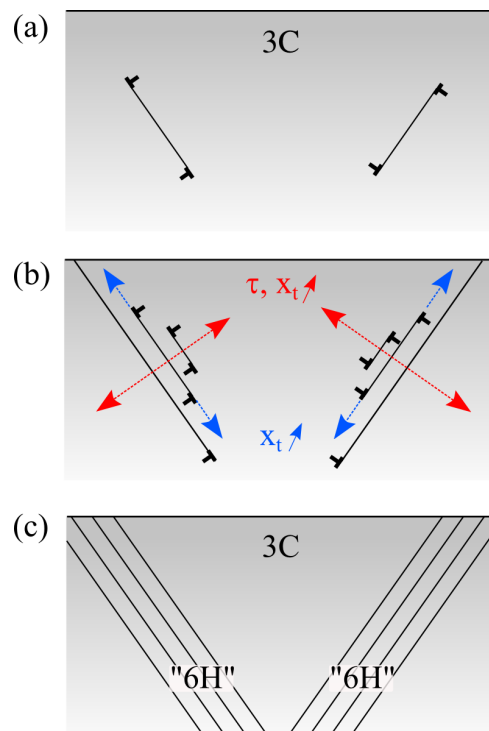 (a)
3C
(b)
τ, xₜ↗
xₜ↗
(c)
3C
"6H" "6H"